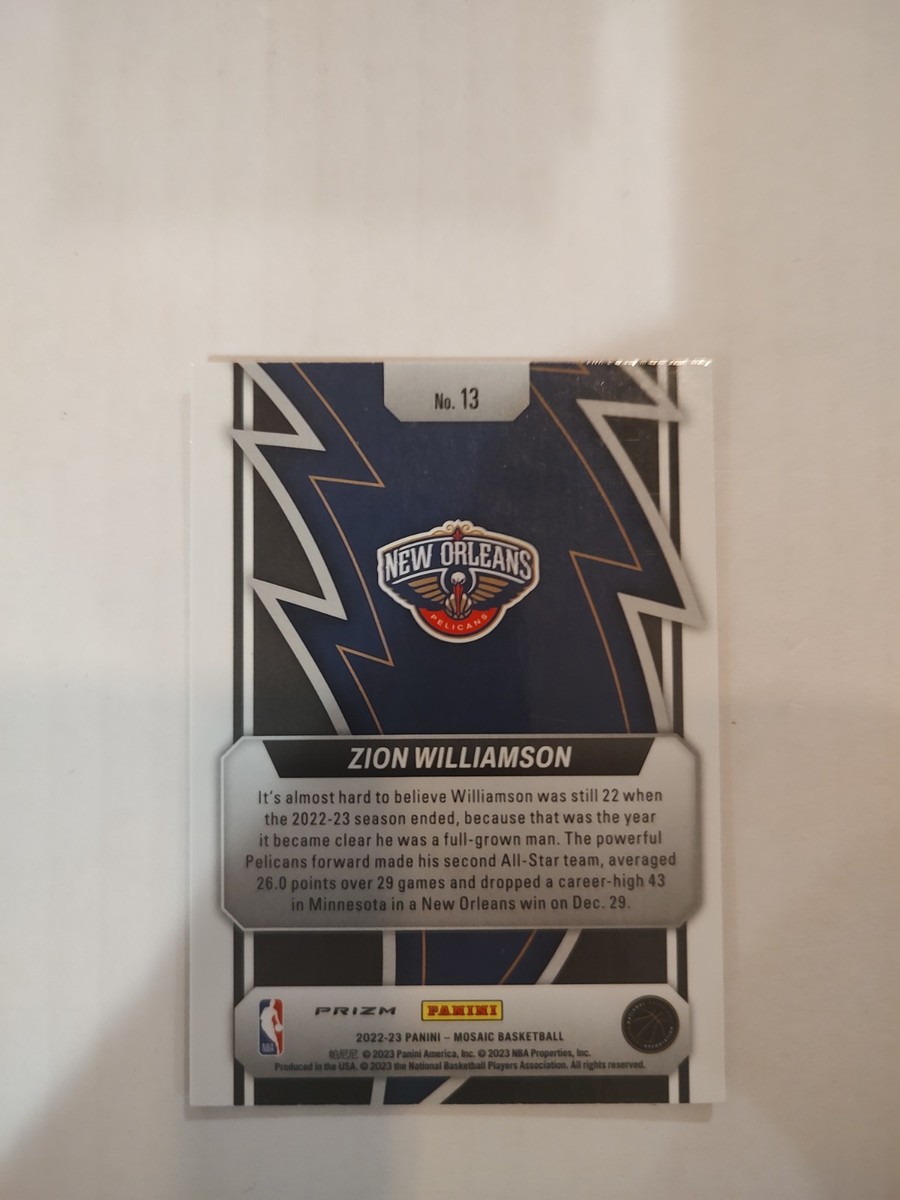 No. 13
NEW ORLEANS
PELICANS
ZION WILLIAMSON
It's almost hard to believe Williamson was still 22 when
the 2022-23 season ended, because that was the year
it became clear he was a full-grown man. The powerful
Pelicans forward made his second All-Star team, averaged
26.0 points over 29 games and dropped a career-high 43
in Minnesota in a New Orleans win on Dec. 29.
PRIZM PANINI
NBA
2022-23 PANINI – MOSAIC BASKETBALL
帕尼尼 © 2023 Panini America, Inc. © 2023 NBA Properties, Inc.
Produced in the USA. © 2023 the National Basketball Players Association. All rights reserved.